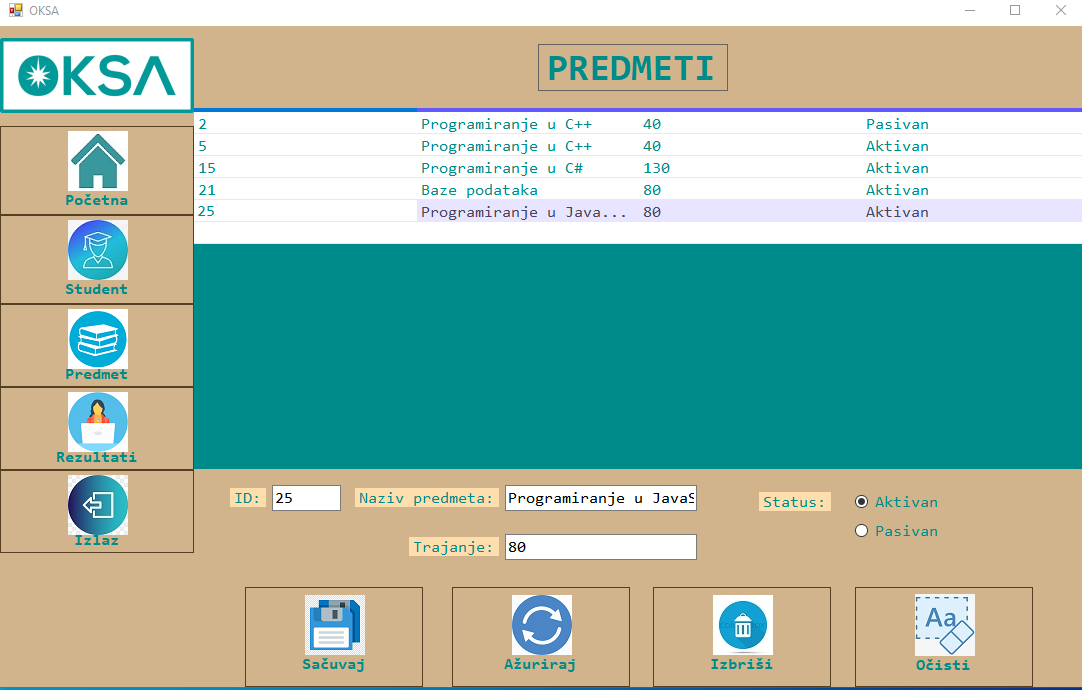 OKSA
OKSA
PREDMETI
Početna
Student
Predmet
Rezultati
Izlaz
2 Programiranje u C++ 40 Pasivan
5 Programiranje u C++ 40 Aktivan
15 Programiranje u C# 130 Aktivan
21 Baze podataka 80 Aktivan
25 Programiranje u Java... 80 Aktivan
ID: 25 Naziv predmeta: Programiranje u JavaS Status: Aktivan
Pasivan
Trajanje: 80
Sačuvaj Ažuriraj Izbriši Aa Očisti